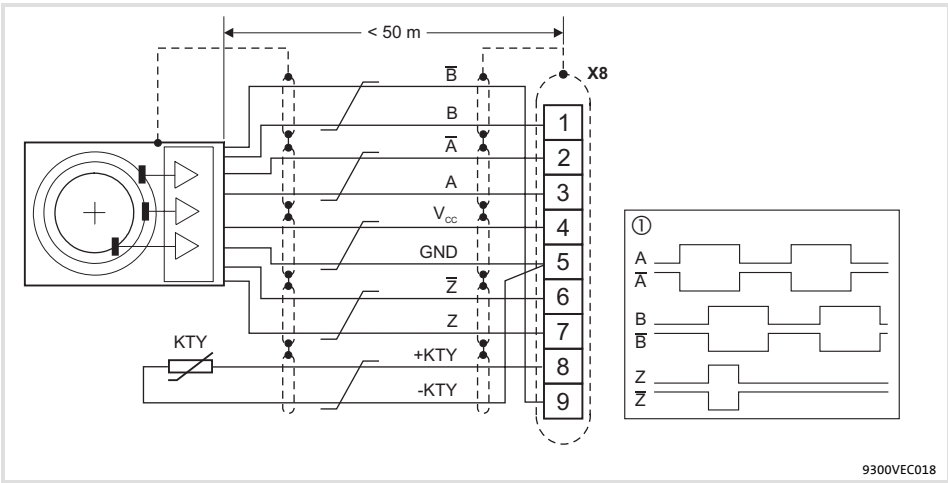 < 50 m
X8
B̅
B
A̅
A
Vcc
GND
Z̅
Z
KTY
+KTY
-KTY
1
2
3
4
5
6
7
8
9
①
A
A̅
B
B̅
Z
Z̅
9300VEC018